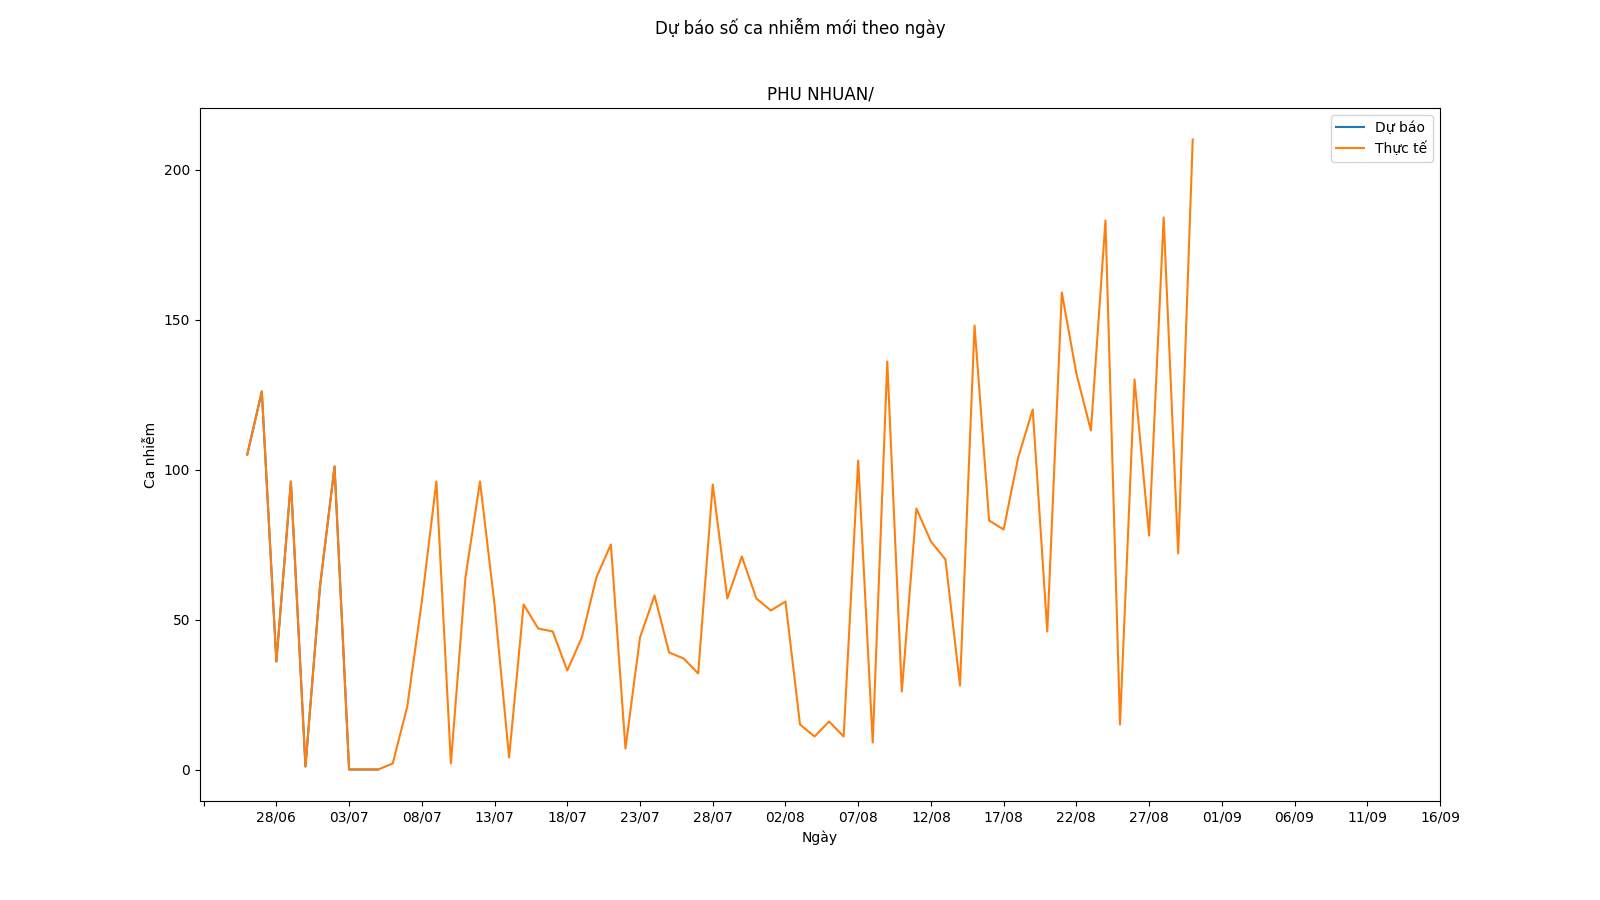 Dự báo số ca nhiễm mới theo ngày
PHU NHUAN/
Dự báo
Thực tế
200
150
100
50
0
Ca nhiễm
28/06 03/07 08/07 13/07 18/07 23/07 28/07 02/08 07/08 12/08 17/08 22/08 27/08 01/09 06/09 11/09 16/09
Ngày